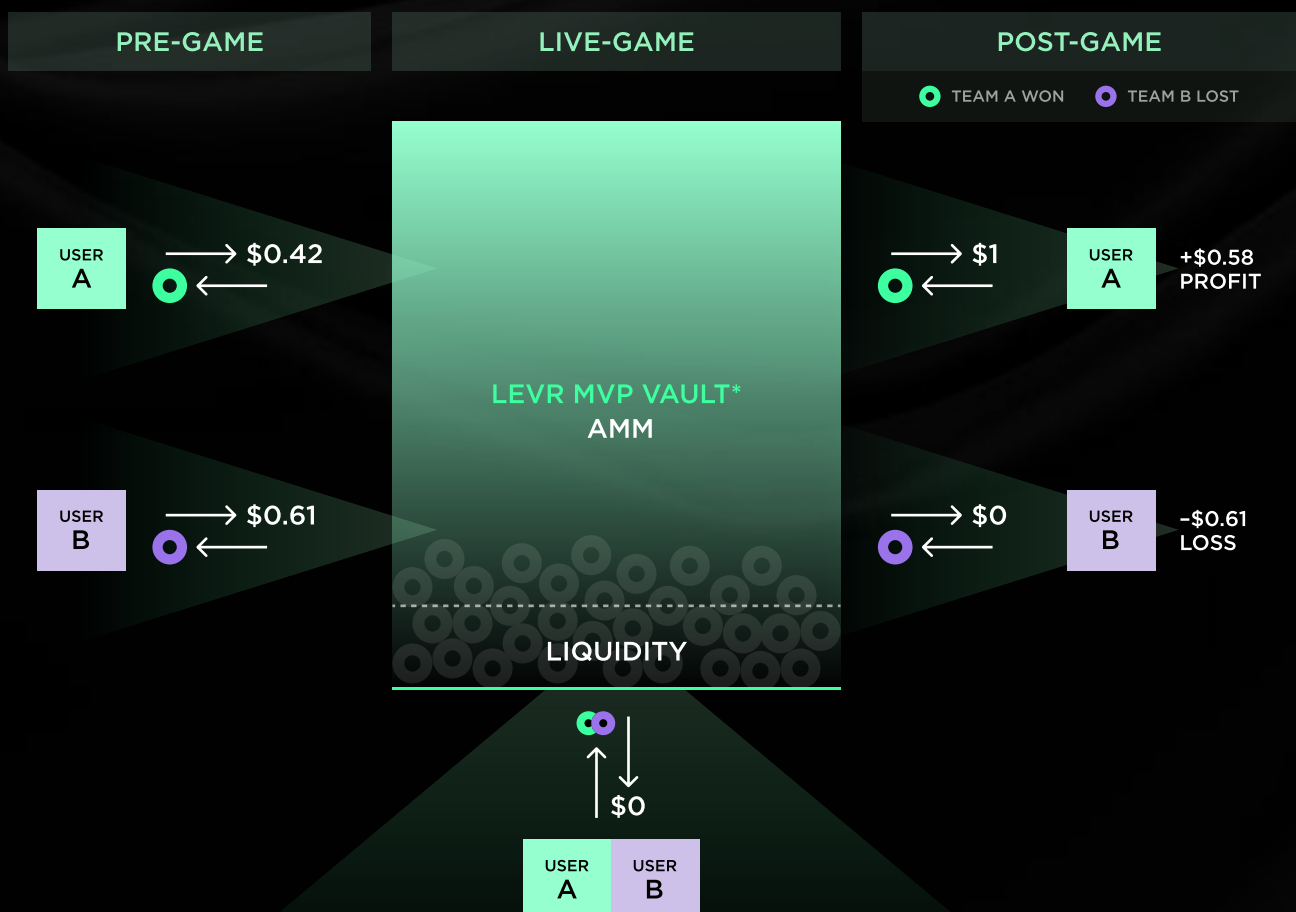 PRE-GAME
LIVE-GAME
POST-GAME
TEAM A WON
TEAM B LOST
USER
A
$0.42
LEVR MVP VAULT*
AMM
$1
USER
A
+$0.58
PROFIT
USER
B
$0.61
$0
USER
B
–$0.61
LOSS
LIQUIDITY
$0
USER
A
USER
B